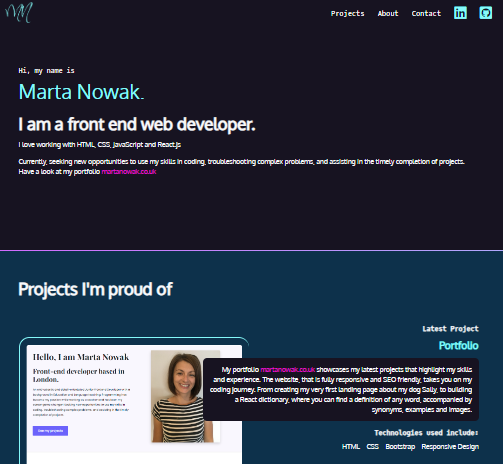 MM
Projects About Contact
Hi, my name is
Marta Nowak.
I am a front end web developer.
I love working with HTML, CSS, JavaScript and React.js
Currently, seeking new opportunities to use my skills in coding, troubleshooting complex problems, and assisting in the timely completion of projects.
Have a look at my portfolio martanowak.co.uk
Projects I'm proud of
Latest Project
Portfolio
Hello, I am Marta Nowak
Front-end developer based in
London.
My portfolio martanowak.co.uk showcases my latest projects that highlight my skills
and experience. The website, that is fully responsive and SEO friendly, takes you on my
coding journey. From creating my very first landing page about my dog Sally, to building
a React dictionary, where you can find a definition of any word, accompanied by
synonyms, examples and images.
Technologies used include:
HTML CSS Bootstrap Responsive Design